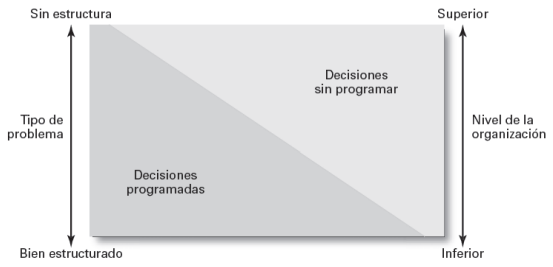 Sin estructura
Superior
Decisiones
sin programar
Tipo de
problema
Nivel de la
organización
Decisiones
programadas
Bien estructurado
Inferior